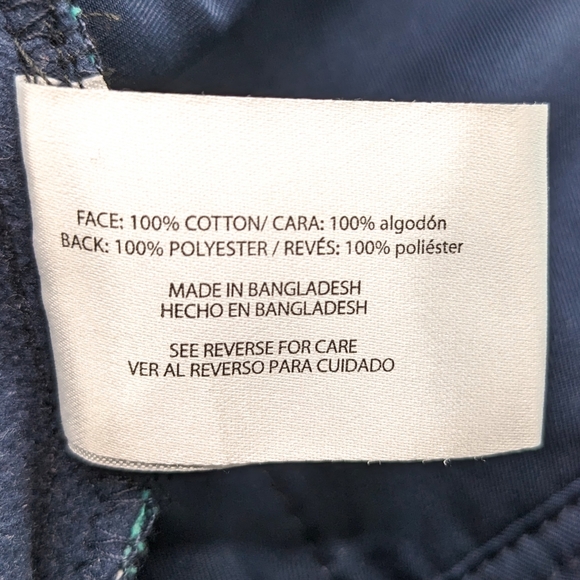 FACE: 100% COTTON/ CARA: 100% algodón
BACK: 100% POLYESTER / REVÉS: 100% poliéster
MADE IN BANGLADESH
HECHO EN BANGLADESH
SEE REVERSE FOR CARE
VER AL REVERSO PARA CUIDADO